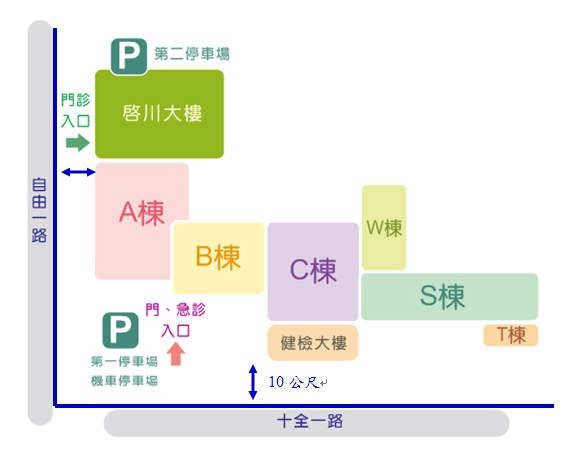 P 第二停車場
門診
入口
啓川大樓
自由一路
A棟
W棟
B棟
C棟
S棟
門、急診
入口
P
T棟
健檢大樓
第一停車場
機車停車場
10 公尺↵
十全一路